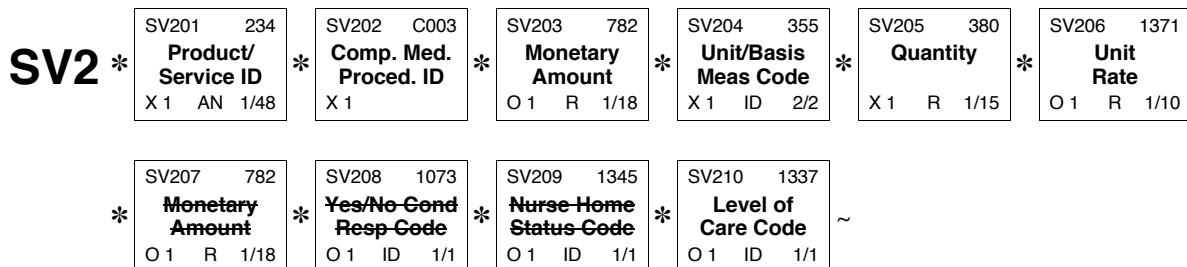 SV2 * SV201 234 Product/ Service ID X 1 AN 1/48 * SV202 C003 Comp. Med. Proced. ID X 1 * SV203 782 Monetary Amount O 1 R 1/18 * SV204 355 Unit/Basis Meas Code X 1 ID 2/2 * SV205 380 Quantity X 1 R 1/15 * SV206 1371 Unit Rate O 1 R 1/10
* SV207 782 Monetary Amount O 1 R 1/18 * SV208 1073 Yes/No Cond Resp Code O 1 ID 1/1 * SV209 1345 Nurse Home Status Code O 1 ID 1/1 * SV210 1337 Level of Care Code O 1 ID 1/1 ~